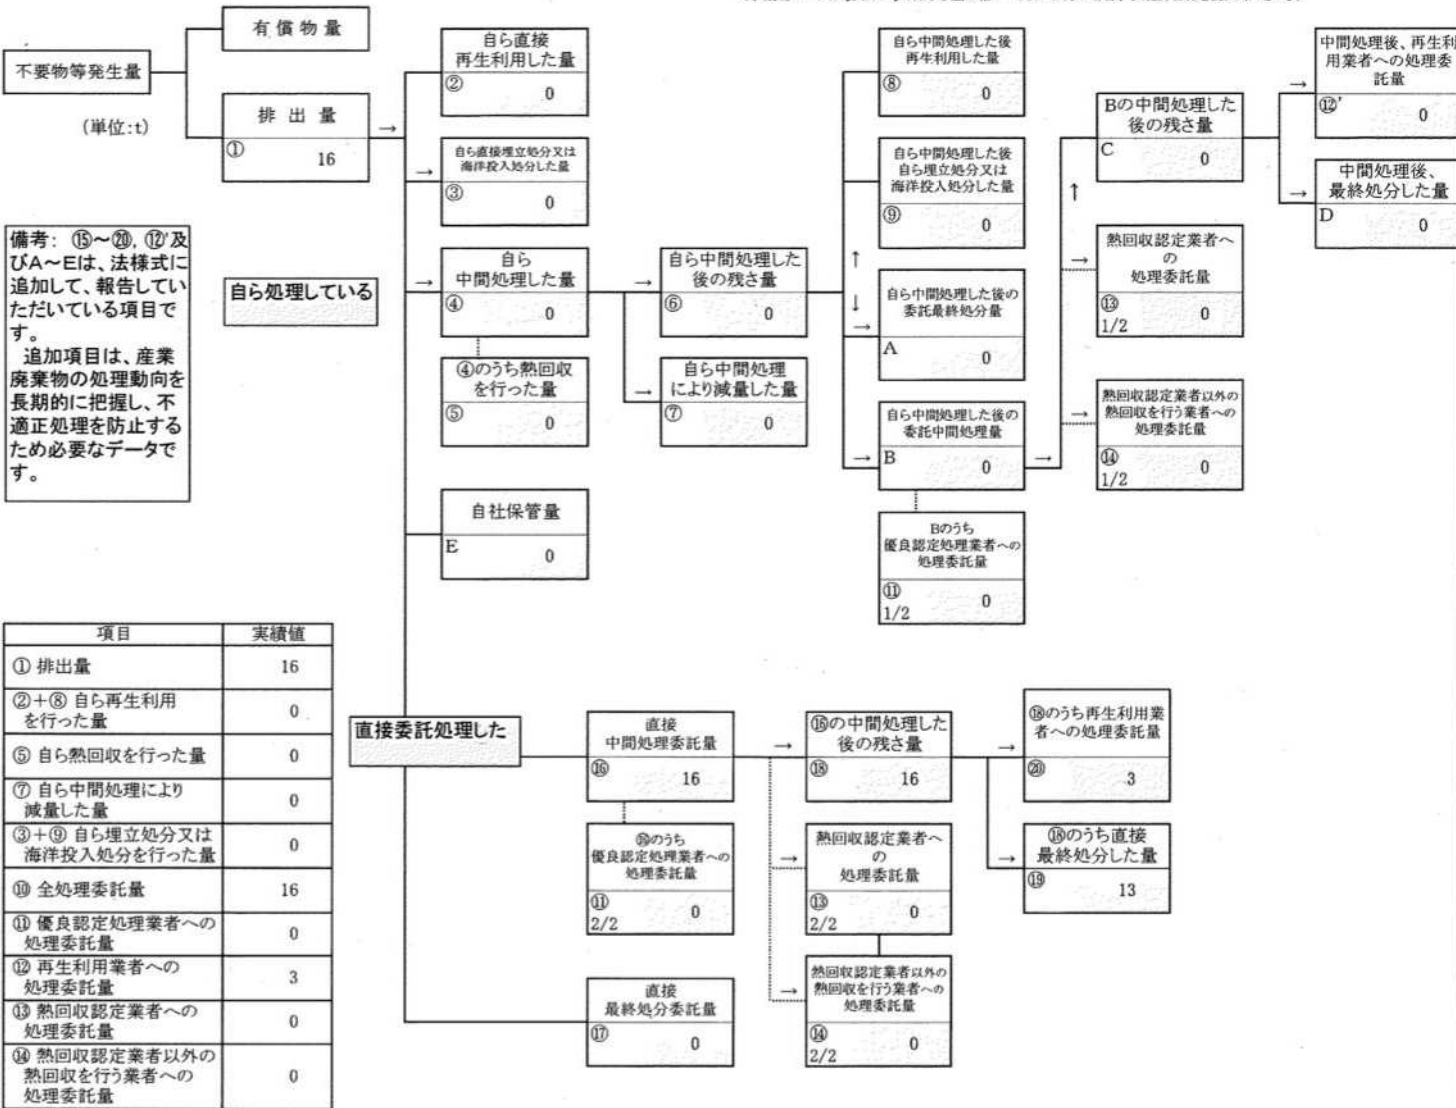 不要物等発生量
(単位:t)
有償物量
排出量
① 16
→
備考: ⑮～⑳, ⑫'及
びA～Eは、法様式に
追加して、報告してい
ただいている項目で
す。
追加項目は、産業
廃棄物の処理動向を
長期的に把握し、不
適正処理を防止する
ため必要なデータで
す。
自ら処理している
自ら直接
再生利用した量
② 0
→
自ら直接埋立処分又は
海洋投入処分した量
③ 0
→
自ら
中間処理した量
④ 0
④のうち熱回収
を行った量
⑤ 0
→
自ら中間処理した
後の残さ量
⑥ 0
→
自ら中間処理
により減量した量
⑦ 0
自社保管量
E 0
自ら中間処理した後
再生利用した量
⑧ 0
自ら中間処理した後
自ら埋立処分又は
海洋投入処分した量
⑨ 0
↑
↓
→
自ら中間処理した後の
委託最終処分量
A 0
→
自ら中間処理した後の
委託中間処理量
B 0
Bのうち
優良認定処理業者への
処理委託量
⑪
1/2 0
→
↑
Bの中間処理した
後の残さ量
C 0
→
熱回収認定業者へ
の
処理委託量
⑬
1/2 0
→
熱回収認定業者以外の
熱回収を行う業者への
処理委託量
⑭
1/2 0
→
中間処理後、再生利
用業者への処理委
託量
⑫' 0
→
中間処理後、
最終処分した量
D 0
項目 実績値
① 排出量 16
②+⑧ 自ら再生利用
を行った量 0
⑤ 自ら熱回収を行った量 0
⑦ 自ら中間処理により
減量した量 0
③+⑨ 自ら埋立処分又は
海洋投入処分を行った量 0
⑩ 全処理委託量 16
⑪ 優良認定処理業者への
処理委託量 0
⑫ 再生利用業者への
処理委託量 3
⑬ 熱回収認定業者への
処理委託量 0
⑭ 熱回収認定業者以外の
熱回収を行う業者への
処理委託量 0
直接委託処理した
直接
中間処理委託量
⑯ 16
⑯のうち
優良認定処理業者への
処理委託量
⑪
2/2 0
直接
最終処分委託量
⑰ 0
→
⑯の中間処理した
後の残さ量
⑱ 16
→
熱回収認定業者へ
の
処理委託量
⑬
2/2 0
→
熱回収認定業者以外の
熱回収を行う業者への
処理委託量
⑭
2/2 0
→
⑱のうち再生利用業
者への処理委託量
⑳ 3
→
⑱のうち直接
最終処分した量
⑲ 13